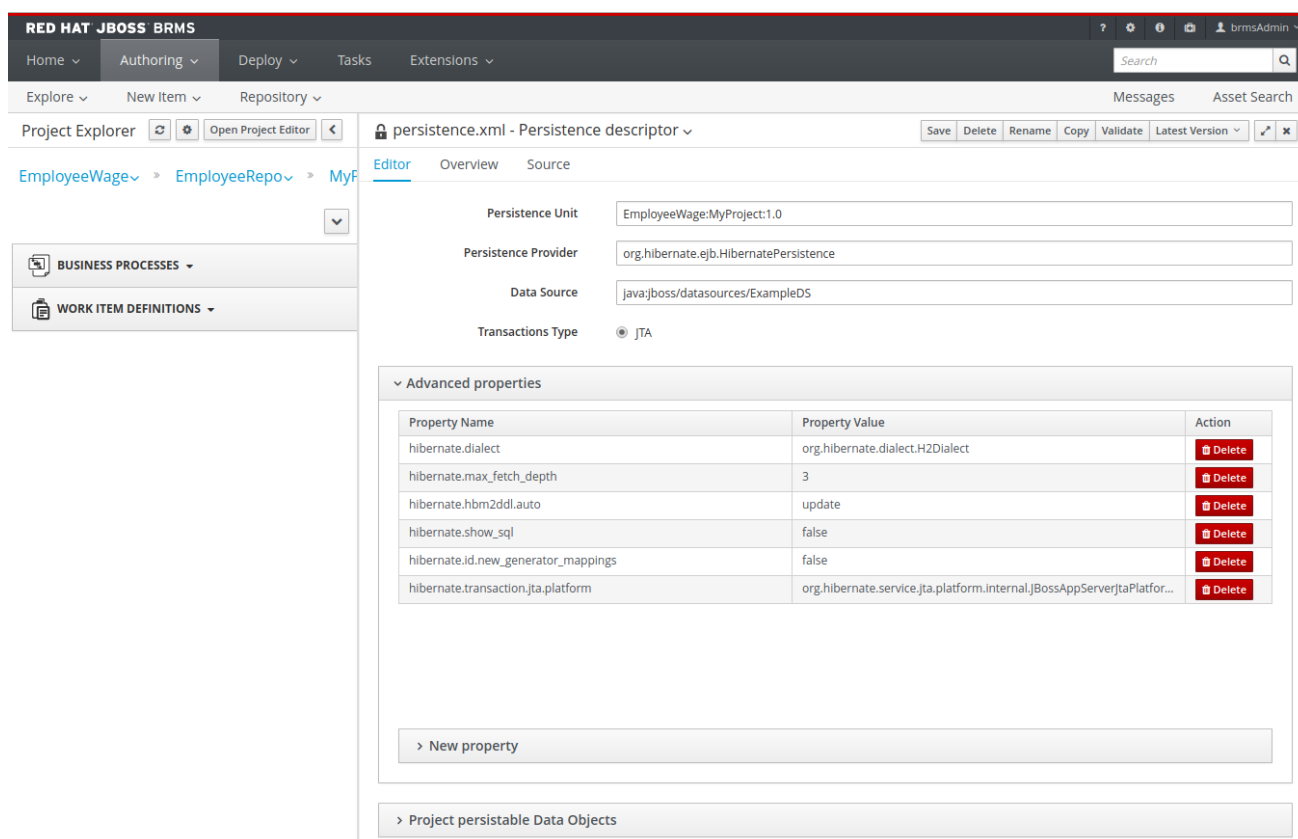 RED HAT JBOSS BRMS
? brmsAdmin
Home Authoring Deploy Tasks Extensions Search
Explore New Item Repository Messages Asset Search
Project Explorer Open Project Editor persistence.xml - Persistence descriptor Save Delete Rename Copy Validate Latest Version
EmployeeWage » EmployeeRepo »
Editor Overview Source
BUSINESS PROCESSES
WORK ITEM DEFINITIONS
Persistence Unit EmployeeWage:MyProject:1.0
Persistence Provider org.hibernate.ejb.HibernatePersistence
Data Source java:jboss/datasources/ExampleDS
Transactions Type JTA
Advanced properties
Property Name Property Value Action
hibernate.dialect org.hibernate.dialect.H2Dialect Delete
hibernate.max_fetch_depth 3 Delete
hibernate.hbm2ddl.auto update Delete
hibernate.show_sql false Delete
hibernate.id.new_generator_mappings false Delete
hibernate.transaction.jta.platform org.hibernate.service.jta.platform.internal.JBossAppServerJtaPlatfor... Delete
New property
Project persistable Data Objects